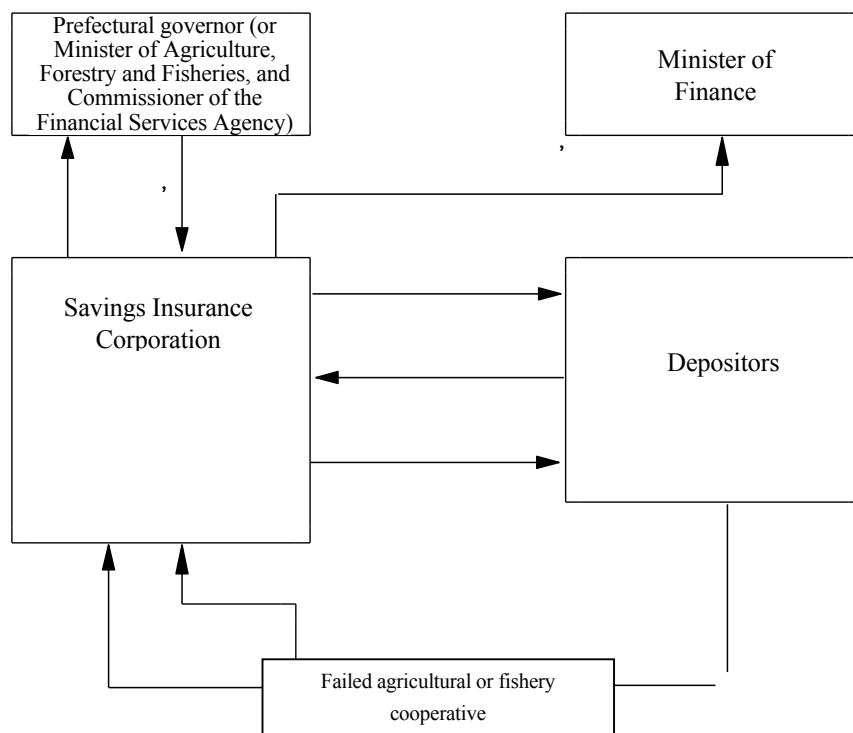 Prefectural governor (or
Minister of Agriculture,
Forestry and Fisheries, and
Commissioner of the
Financial Services Agency)
Minister of
Finance
,
,
Savings Insurance
Corporation
Depositors
Failed agricultural or fishery
cooperative